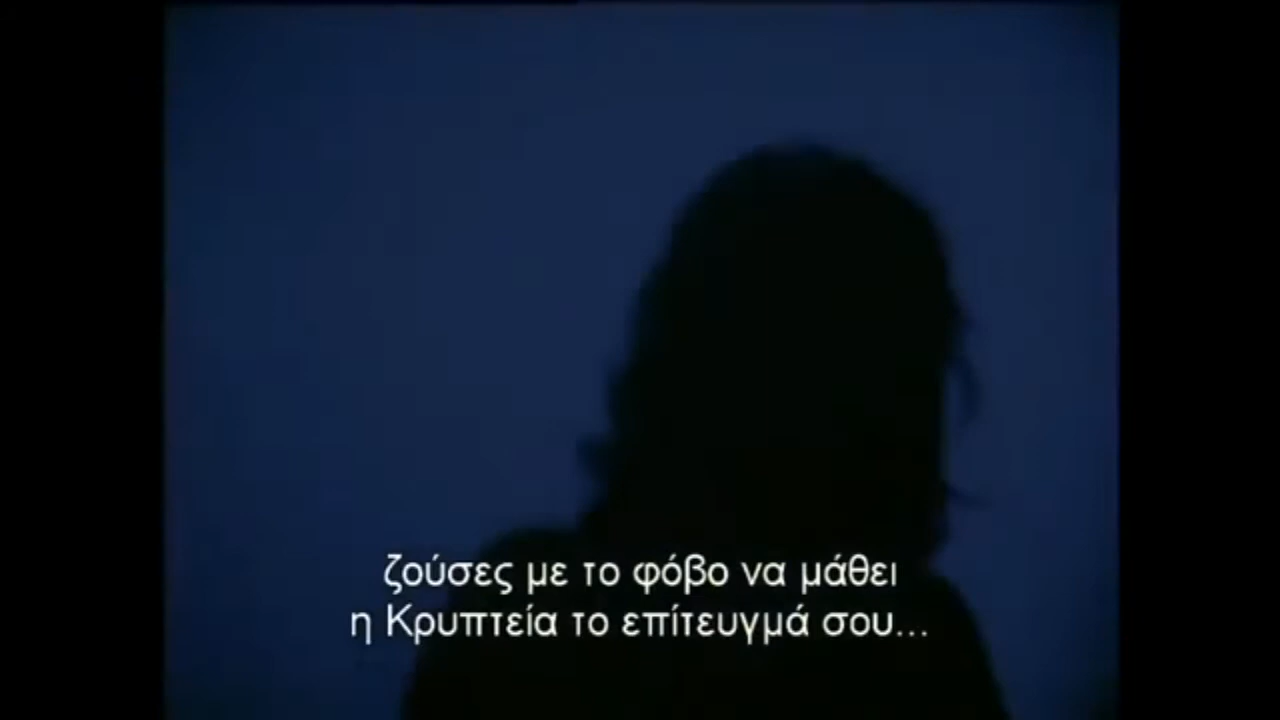 ζούσες με το φόβο να μάθει
η Κρυπτεία το επίτευγμά σου...